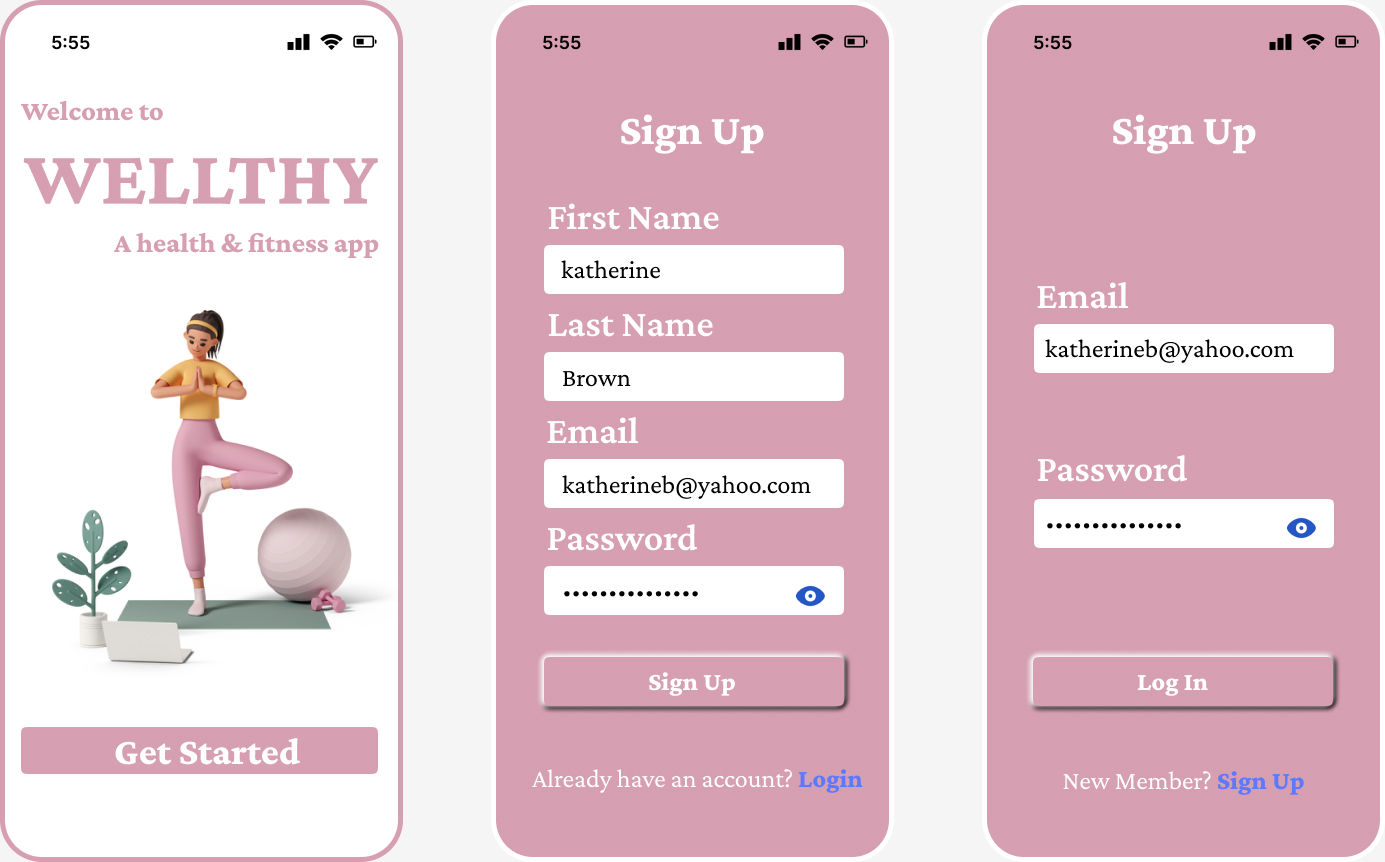 5:55
Welcome to
WELLTHY
A health & fitness app
Get Started
5:55
Sign Up
First Name
katherine
Last Name
Brown
Email
katherineb@yahoo.com
Password
•••••••••••••••
Sign Up
Already have an account? Login
5:55
Sign Up
Email
katherineb@yahoo.com
Password
•••••••••••••••
Log In
New Member? Sign Up